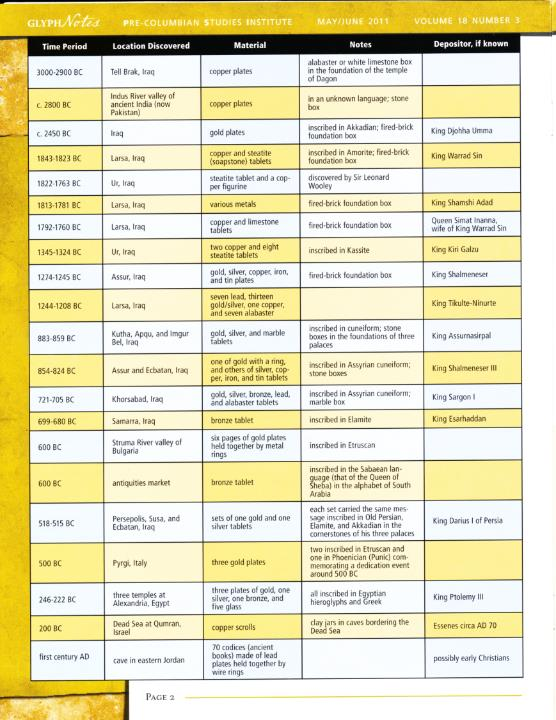 GLYPHNotes PRE-COLUMBIAN STUDIES INSTITUTE MAY/JUNE 2011 VOLUME 18 NUMBER 3
Time Period Location Discovered Material Notes Depositor, if known
3000-2900 BC Tell Brak, Iraq copper plates alabaster or white limestone box
in the foundation of the temple
of Dagon
c. 2800 BC Indus River valley of
ancient India (now
Pakistan) copper plates in an unknown language; stone
box
c. 2450 BC Iraq gold plates inscribed in Akkadian; fired-brick
foundation box King Djohha Umma
1843-1823 BC Larsa, Iraq copper and steatite
(soapstone) tablets inscribed in Amorite; fired-brick
foundation box King Warrad Sin
1822-1763 BC Ur, Iraq steatite tablet and a cop-
per figurine discovered by Sir Leonard
Wooley
1813-1781 BC Larsa, Iraq various metals fired-brick foundation box King Shamshi Adad
1792-1760 BC Larsa, Iraq copper and limestone
tablets fired-brick foundation box Queen Simat Inanna,
wife of King Warrad Sin
1345-1324 BC Ur, Iraq two copper and eight
steatite tablets inscribed in Kassite King Kiri Galzu
1274-1245 BC Assur, Iraq gold, silver, copper, iron,
and tin plates fired-brick foundation box King Shalmeneser
1244-1208 BC Larsa, Iraq seven lead, thirteen
gold/silver, one copper,
and seven alabaster King Tikulte-Ninurte
883-859 BC Kutha, Apqu, and Imgur
Bel, Iraq gold, silver, and marble
tablets inscribed in cuneiform; stone
boxes in the foundations of three
palaces King Assurnasirpal
854-824 BC Assur and Ecbatan, Iraq one of gold with a ring,
and others of silver, cop-
per, iron, and tin tablets inscribed in Assyrian cuneiform;
stone boxes King Shalmeneser III
721-705 BC Khorsabad, Iraq gold, silver, bronze, lead,
and alabaster tablets inscribed in Assyrian cuneiform;
marble box King Sargon I
699-680 BC Samarra, Iraq bronze tablet inscribed in Elamite King Esarhaddan
600 BC Struma River valley of
Bulgaria six pages of gold plates
held together by metal
rings inscribed in Etruscan
600 BC antiquities market bronze tablet inscribed in the Sabaean lan-
guage (that of the Queen of
Sheba) in the alphabet of South
Arabia
518-515 BC Persepolis, Susa, and
Ecbatan, Iraq sets of one gold and one
silver tablets each set carried the same mes-
sage inscribed in Old Persian,
Elamite, and Akkadian in the
cornerstones of his three palaces King Darius I of Persia
500 BC Pyrgi, Italy three gold plates two inscribed in Etruscan and
one in Phoenician (Punic) com-
memorating a dedication event
around 500 BC
246-222 BC three temples at
Alexandria, Egypt three plates of gold, one
silver, one bronze, and
five glass all inscribed in Egyptian
hieroglyphs and Greek King Ptolemy III
200 BC Dead Sea at Qumran,
Israel copper scrolls clay jars in caves bordering the
Dead Sea Essenes circa AD 70
first century AD cave in eastern Jordan 70 codices (ancient
books) made of lead
plates held together by
wire rings possibly early Christians
PAGE 2